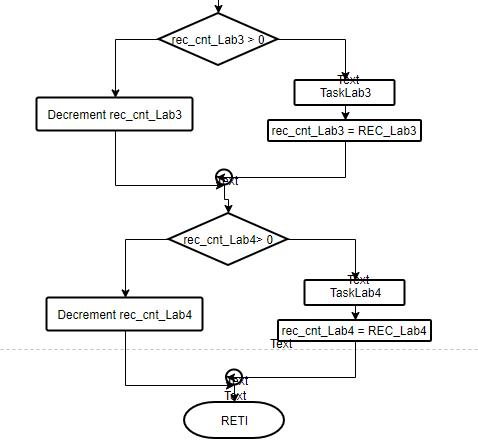 rec_cnt_Lab3 > 0
Text
TaskLab3
Decrement rec_cnt_Lab3
rec_cnt_Lab3 = REC_Lab3
Text
rec_cnt_Lab4> 0
Text
TaskLab4
Decrement rec_cnt_Lab4
rec_cnt_Lab4 = REC_Lab4
Text
Text
Text
RETI